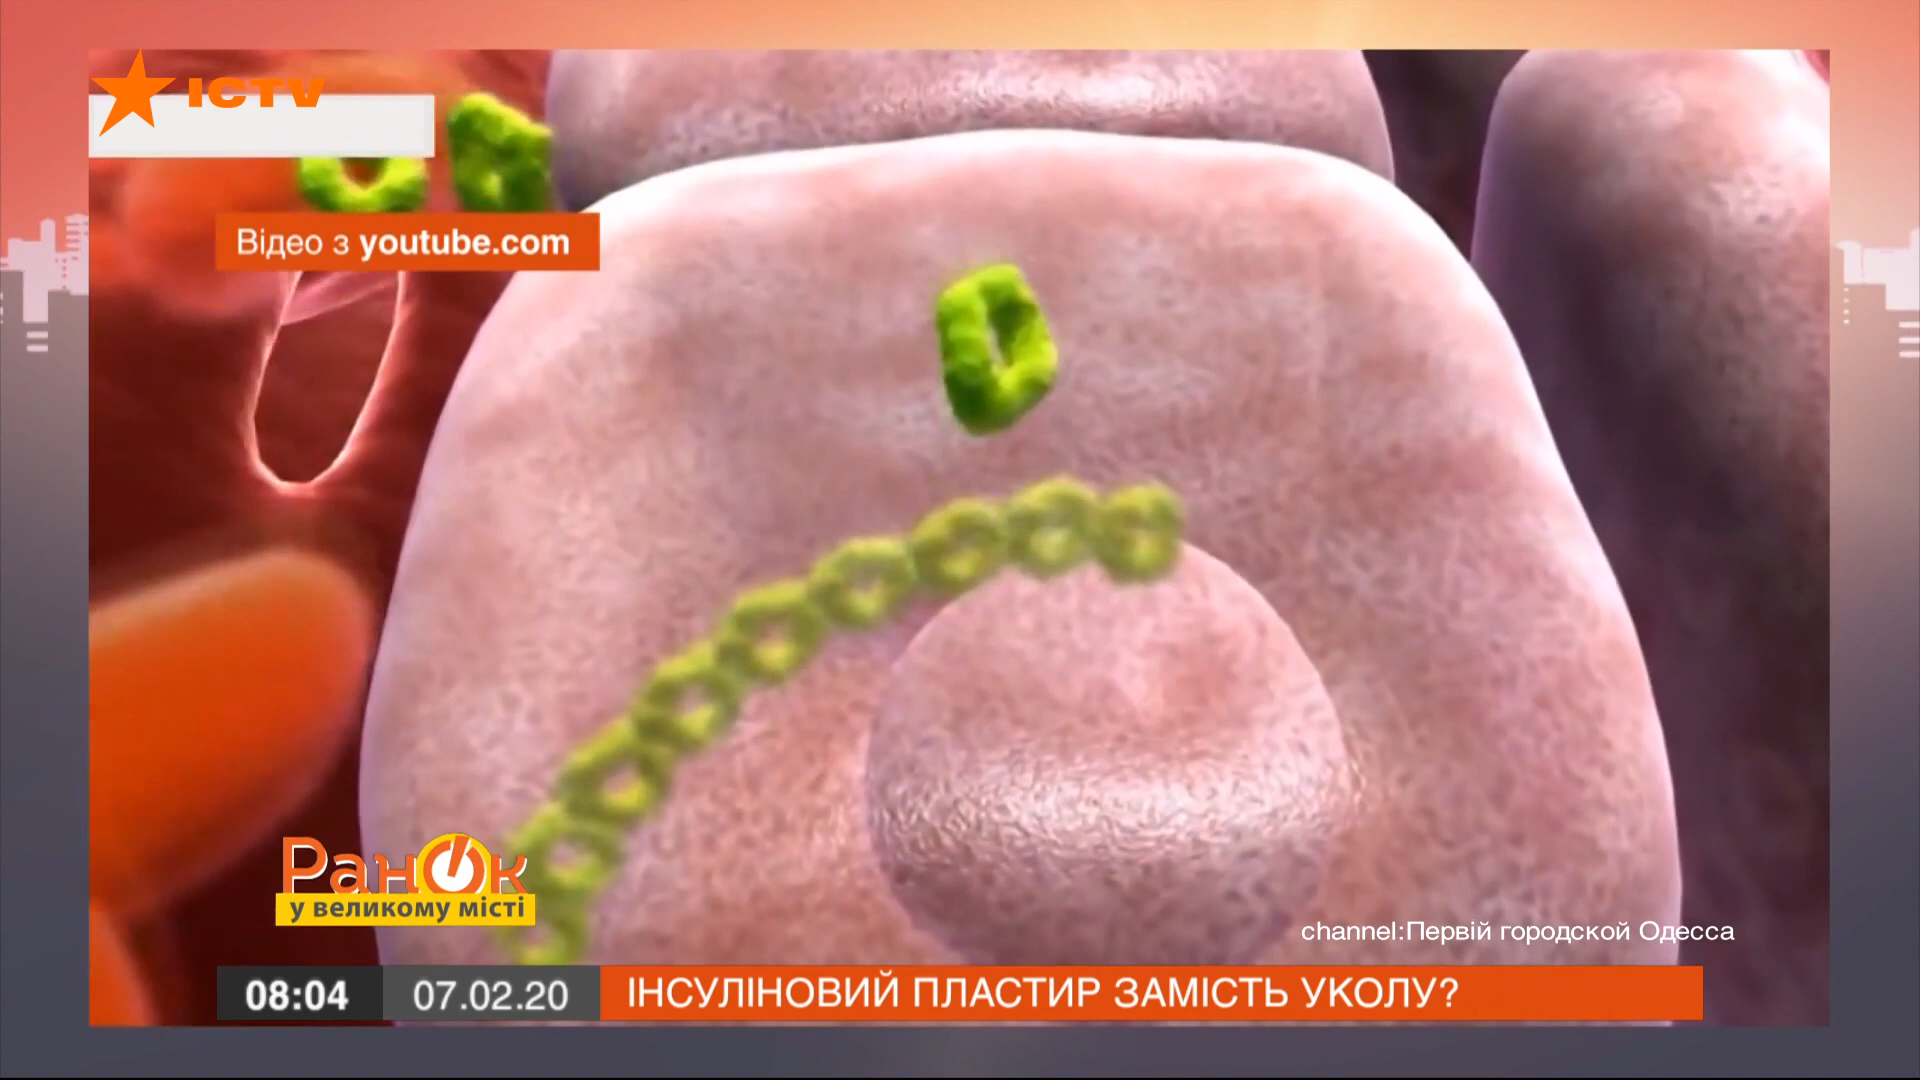 ICTV
Відео з youtube.com
Ранок
у великому місті
channel:Первій городской Одесса
08:04 07.02.20 ІНСУЛІНОВИЙ ПЛАСТИР ЗАМІСТЬ УКОЛУ?